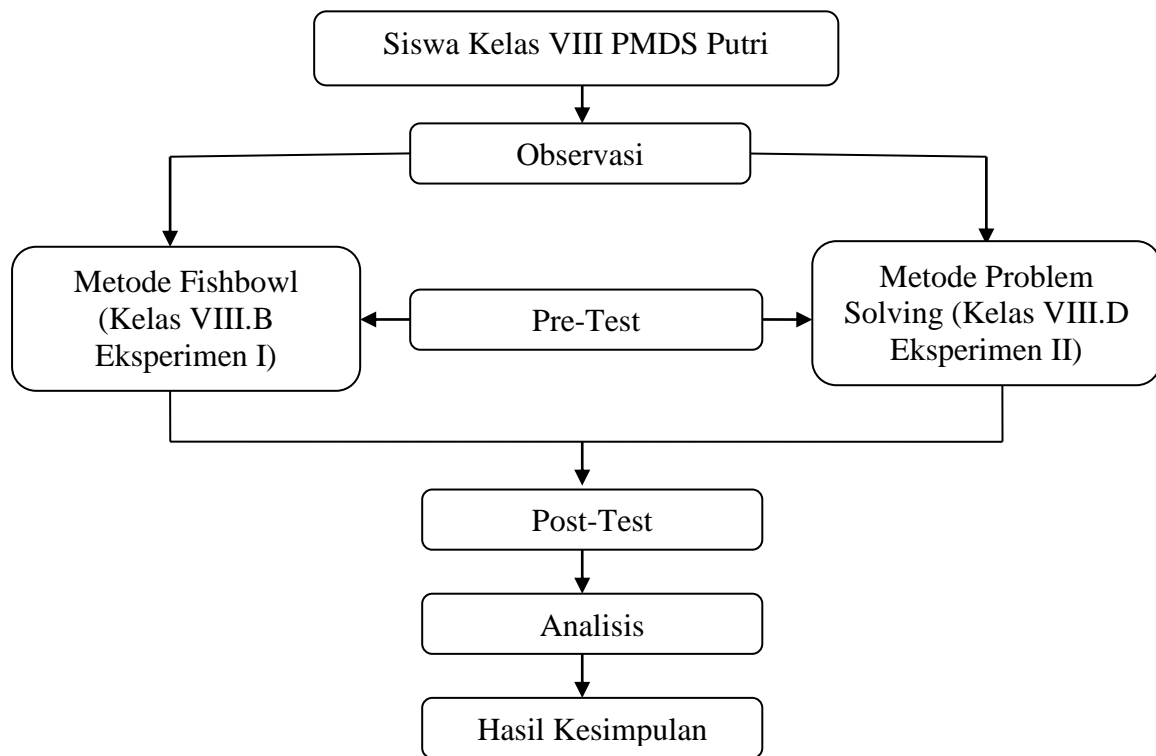 Siswa Kelas VIII PMDS Putri
Observasi
Metode Fishbowl
(Kelas VIII.B
Eksperimen I)
Pre-Test
Metode Problem
Solving (Kelas VIII.D
Eksperimen II)
Post-Test
Analisis
Hasil Kesimpulan